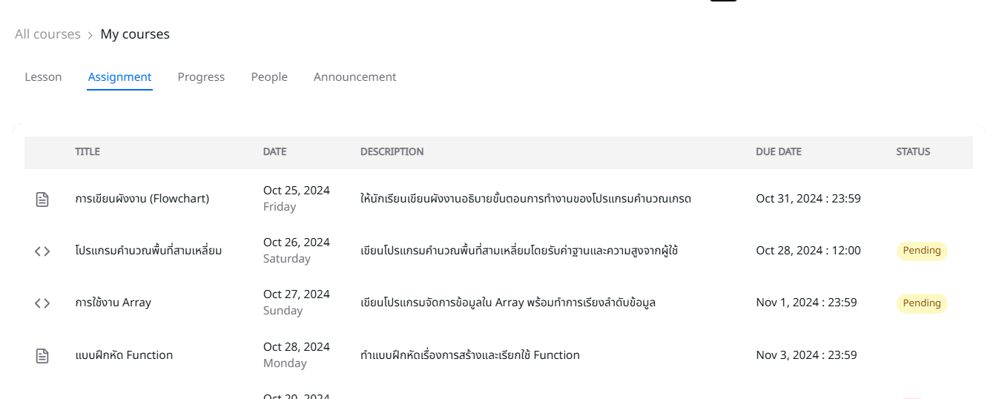 All courses > My courses
Lesson Assignment Progress People Announcement
TITLE DATE DESCRIPTION DUE DATE STATUS
การเขียนผังงาน (Flowchart) Oct 25, 2024 ให้นักเรียนเขียนผังงานอธิบายขั้นตอนการทำงานของโปรแกรมคำนวณเกรด Oct 31, 2024 : 23:59
Friday
โปรแกรมคำนวณพื้นที่สามเหลี่ยม Oct 26, 2024 เขียนโปรแกรมคำนวณพื้นที่สามเหลี่ยมโดยรับค่าฐานและความสูงจากผู้ใช้ Oct 28, 2024 : 12:00 Pending
Saturday
การใช้งาน Array Oct 27, 2024 เขียนโปรแกรมจัดการข้อมูลใน Array พร้อมทำการเรียงลำดับข้อมูล Nov 1, 2024 : 23:59 Pending
Sunday
แบบฝึกหัด Function Oct 28, 2024 ทำแบบฝึกหัดเรื่องการสร้างและเรียกใช้ Function Nov 3, 2024 : 23:59
Monday